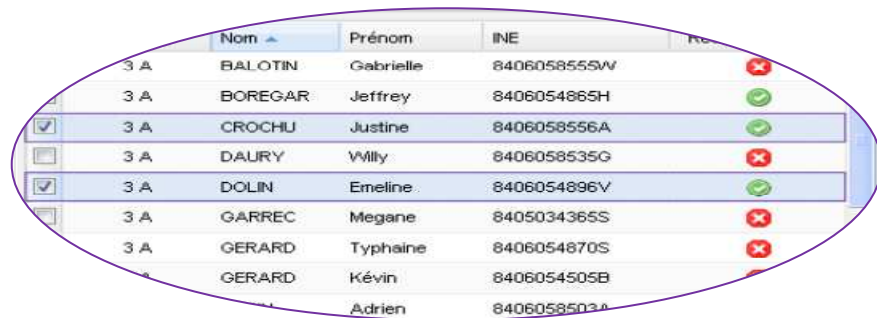 Nom Prénom INE
3 A BALOTIN Gabrielle 8406058555W
3 A BOREGAR Jeffrey 8406054865H
3 A CROCHU Justine 8406058556A
3 A DAURY Willy 8406058535G
3 A DOLIN Emeline 8406054896V
3 A GARREC Megane 8405034365S
3 A GERARD Typhaine 8406054870S
GERARD Kévin 8406054505B
Adrien 8406058503A